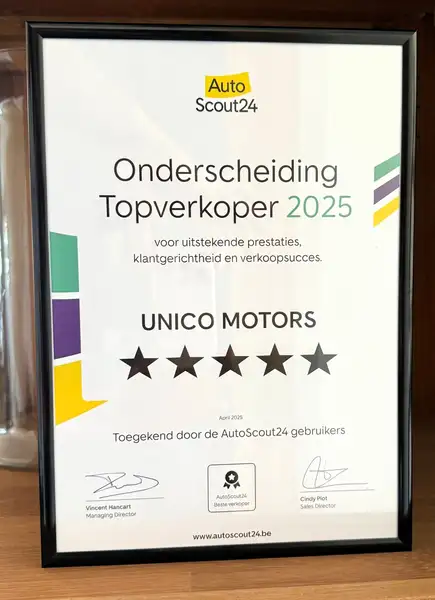 Auto
Scout24
Onderscheiding
Topverkoper 2025
voor uitstekende prestaties,
klantgerichtheid en verkoopsucces.
UNICO MOTORS
April 2025
Toegekend door de AutoScout24 gebruikers
Vincent Hancart
Managing Director
AutoScout24
Beste verkoper
Cindy Piot
Sales Director
www.autoscout24.be